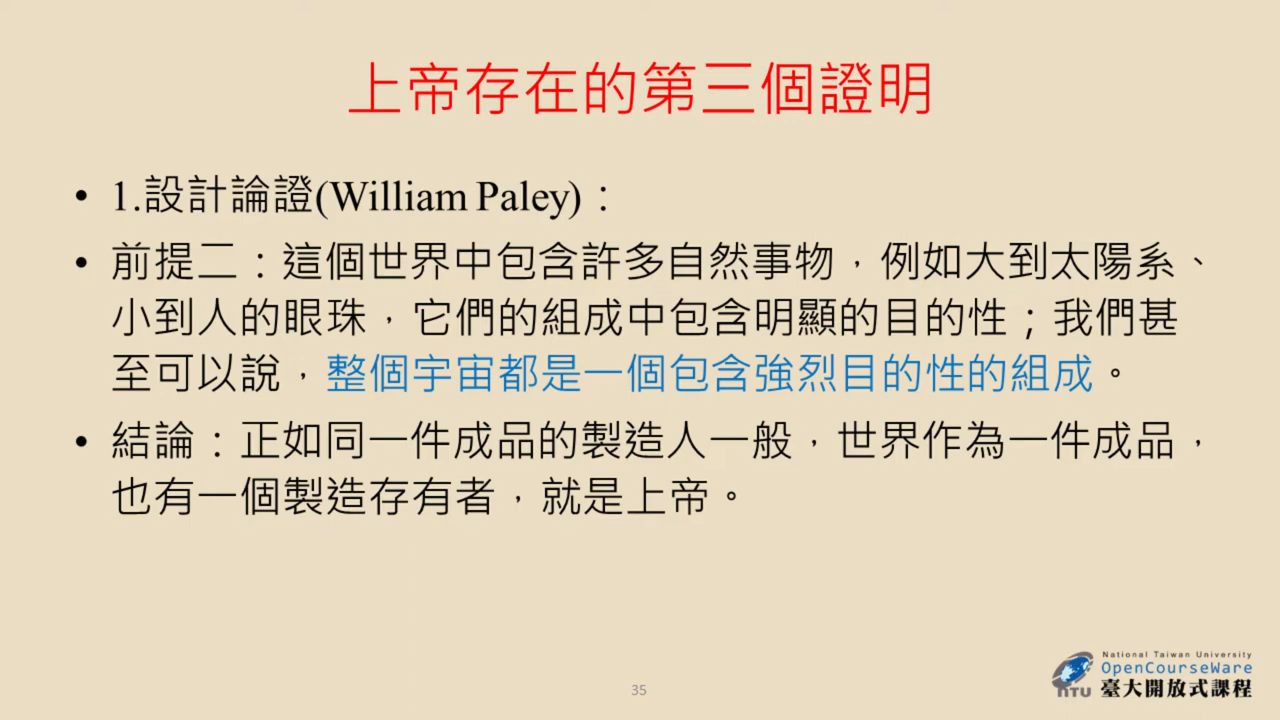 上帝存在的第三個證明
• 1.設計論證(William Paley)：
• 前提二：這個世界中包含許多自然事物，例如大到太陽系、
小到人的眼珠，它們的組成中包含明顯的目的性；我們甚
至可以說，整個宇宙都是一個包含強烈目的性的組成。
• 結論：正如同一件成品的製造人一般，世界作為一件成品，
也有一個製造存有者，就是上帝。
35
National Taiwan University
OpenCourseWare
NTU 臺大開放式課程